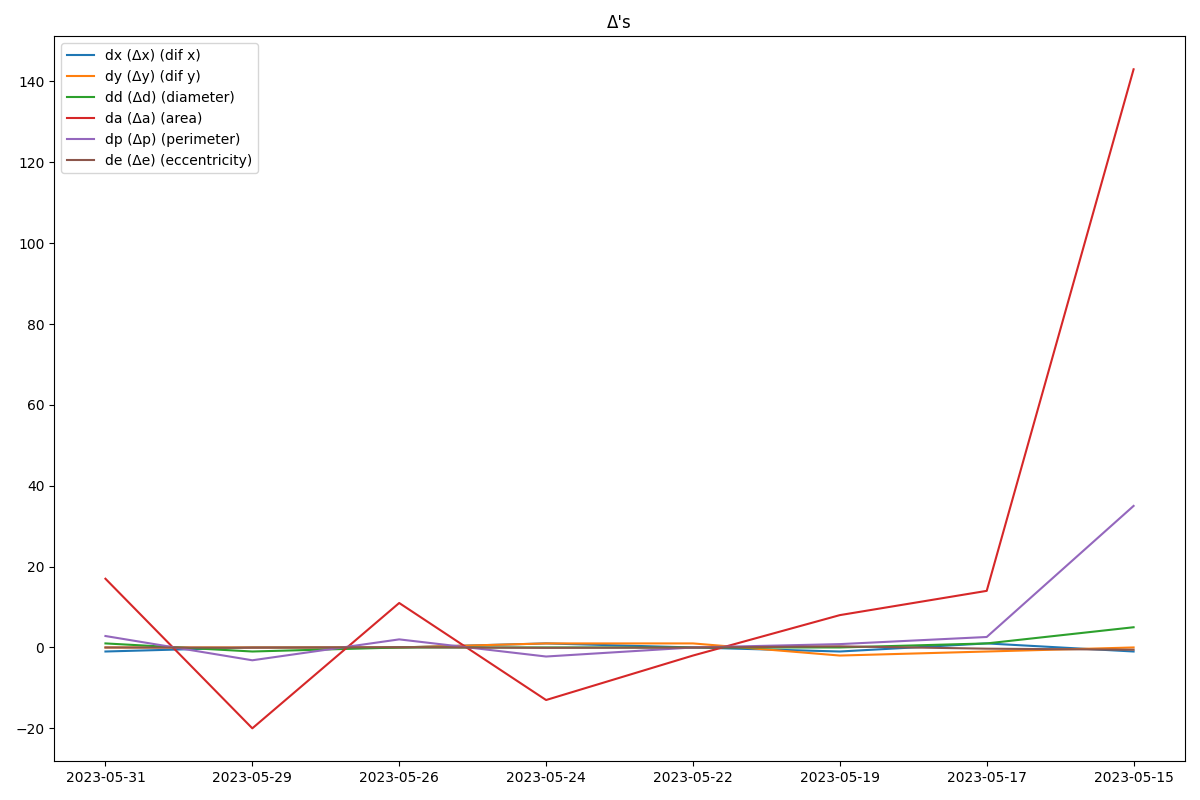 Δ's
dx (Δx) (dif x)
dy (Δy) (dif y)
dd (Δd) (diameter)
da (Δa) (area)
dp (Δp) (perimeter)
de (Δe) (eccentricity)
140
120
100
80
60
40
20
0
−20
2023-05-31 2023-05-29 2023-05-26 2023-05-24 2023-05-22 2023-05-19 2023-05-17 2023-05-15